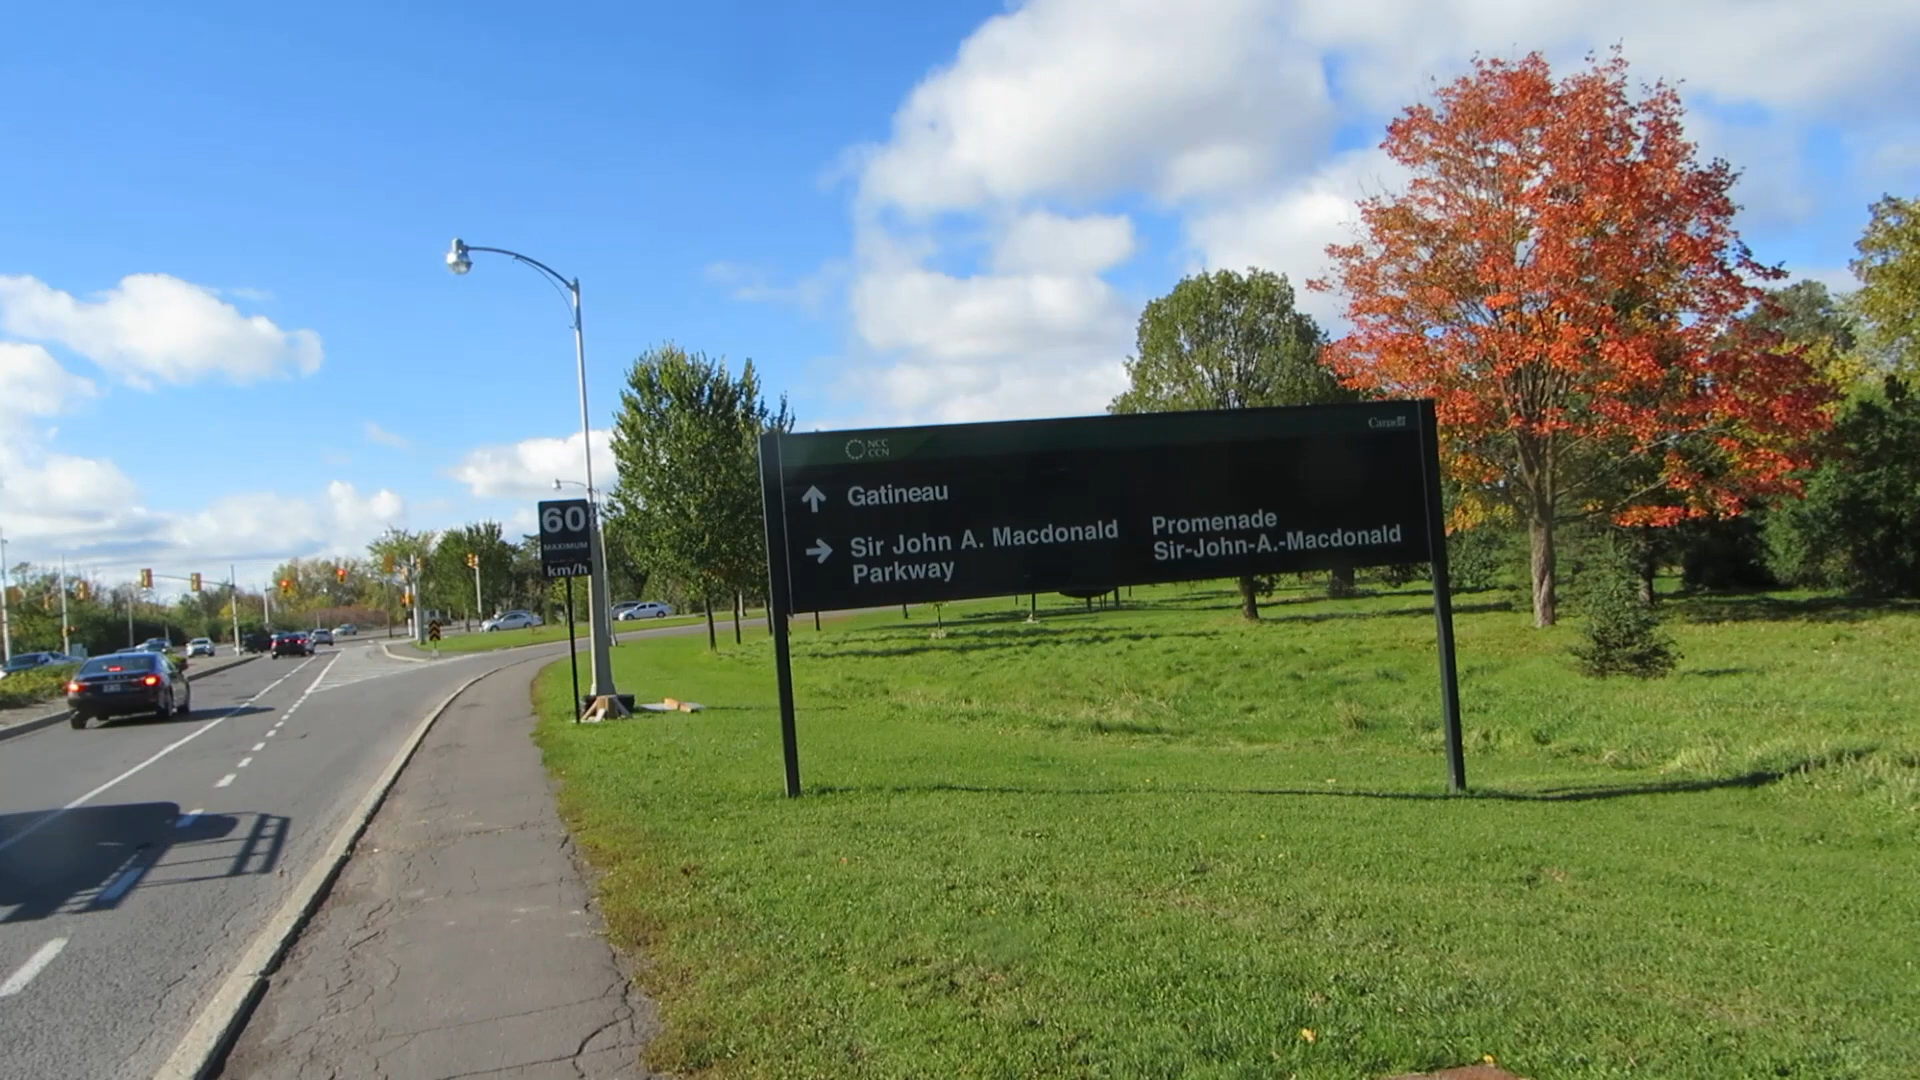 NCC
CCN
Canada
Gatineau
Sir John A. Macdonald
Parkway
Promenade
Sir-John-A.-Macdonald
60
MAXIMUM
km/h